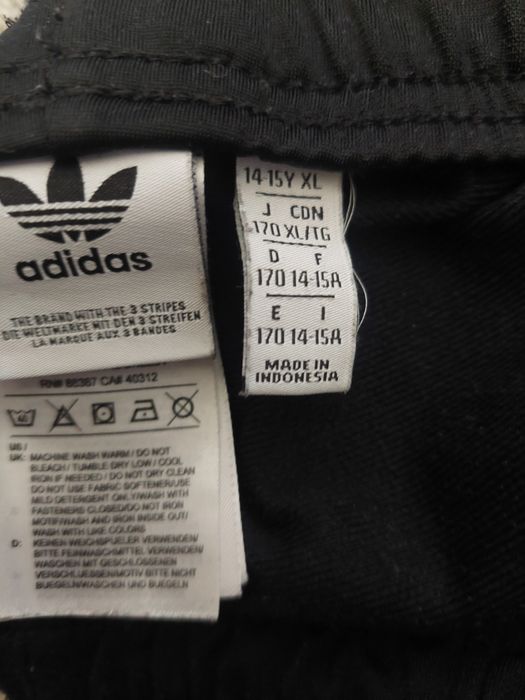 adidas
THE BRAND WITH THE 3 STRIPES
DIE WELTMARKE MIT DEN 3 STREIFEN
LA MARQUE AUX 3 BANDES
RN# 88387 CA# 40312
US /
UK: MACHINE WASH WARM / DO NOT
BLEACH / TUMBLE DRY LOW / COOL
IRON IF NEEDED / DO NOT DRY CLEAN
DO NOT USE FABRIC SOFTENER/USE
MILD DETERGENT ONLY/WASH WITH
FASTENERS CLOSED/DO NOT IRON
MOTIF/WASH AND IRON INSIDE OUT/
WASH WITH LIKE COLORS
D: KEINEN WEICHSPUELER VERWENDEN/
BITTE FEINWASCHMITTEL VERWENDEN/
WASCHEN MIT GESCHLOSSENEN
VERSCHLUESSEN/MOTIV BITTE NICHT
BUEGELN/WASCHEN UND BUEGELN
14-15Y XL
J CDN
170 XL/TG
D F
170 14-15A
E I
170 14-15A
MADE IN
INDONESIA